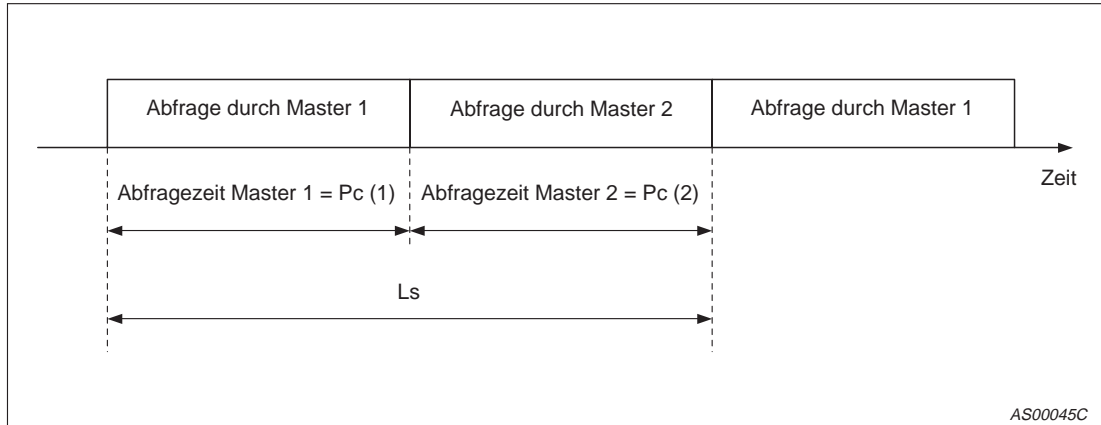 Abfrage durch Master 1
Abfrage durch Master 2
Abfrage durch Master 1
Zeit
Abfragezeit Master 1 = Pc (1)
Abfragezeit Master 2 = Pc (2)
Ls
AS00045C